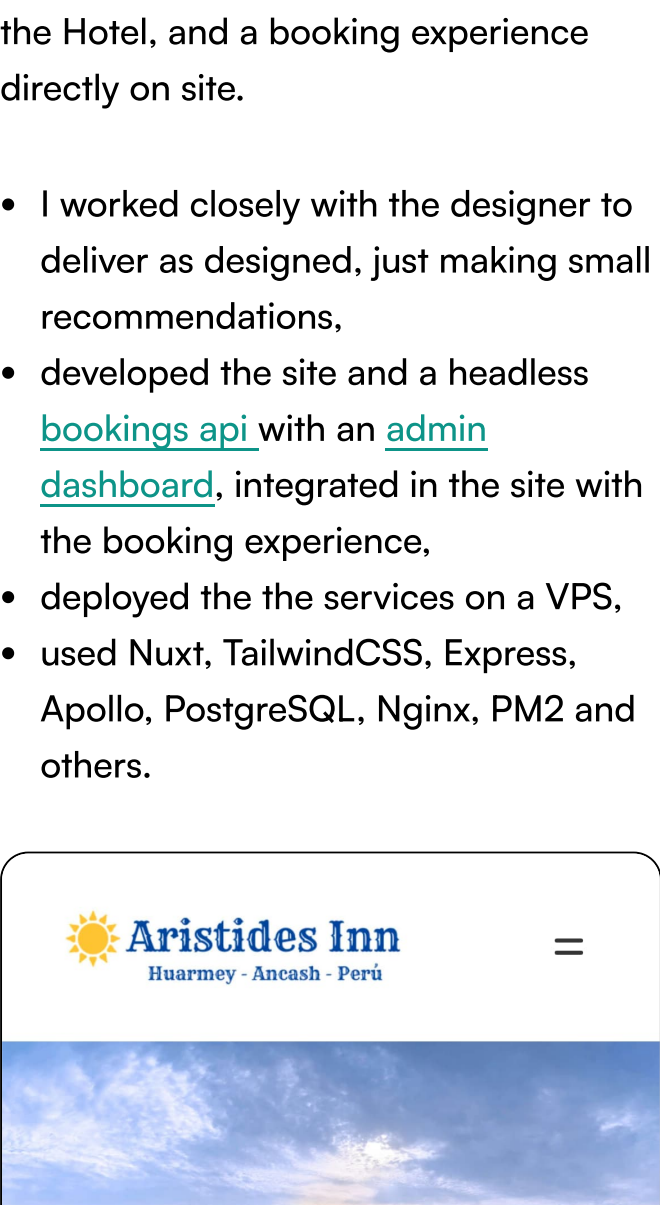 the Hotel, and a booking experience
directly on site.
• I worked closely with the designer to
deliver as designed, just making small
recommendations,
• developed the site and a headless
bookings api with an admin
dashboard, integrated in the site with
the booking experience,
• deployed the the services on a VPS,
• used Nuxt, TailwindCSS, Express,
Apollo, PostgreSQL, Nginx, PM2 and
others.
Aristides Inn
Huarmey - Ancash - Perú